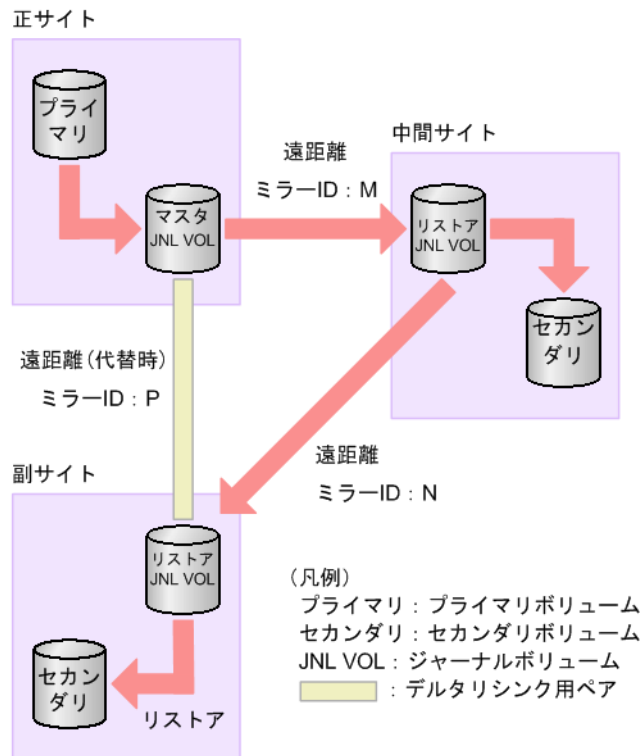 正サイト
プライ
マリ
マスタ
JNL VOL
遠距離
ミラーID：M
中間サイト
リストア
JNL VOL
セカン
ダリ
遠距離（代替時）
ミラーID：P
遠距離
ミラーID：N
副サイト
リストア
JNL VOL
セカン
ダリ
リストア
（凡例）
プライマリ：プライマリボリューム
セカンダリ：セカンダリボリューム
JNL VOL：ジャーナルボリューム
：デルタリシンク用ペア